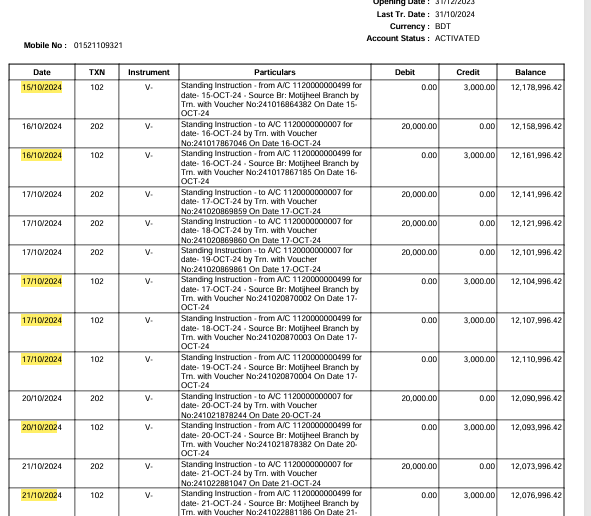 Opening Date : 31/12/2023
Last Tr. Date : 31/10/2024
Currency : BDT
Account Status : ACTIVATED
Mobile No : 01521109321
Date TXN Instrument Particulars Debit Credit Balance
15/10/2024 102 V- Standing Instruction - from A/C 1120000000499 for 0.00 3,000.00 12,178,996.42
date- 15-OCT-24 - Source Br: Motijheel Branch by
Trn. with Voucher No:241016864382 On Date 15-
OCT-24
16/10/2024 202 V- Standing Instruction - to A/C 1120000000007 for 20,000.00 0.00 12,158,996.42
date- 16-OCT-24 by Trn. with Voucher
No:241017867046 On Date 16-OCT-24
16/10/2024 102 V- Standing Instruction - from A/C 1120000000499 for 0.00 3,000.00 12,161,996.42
date- 16-OCT-24 - Source Br: Motijheel Branch by
Trn. with Voucher No:241017867185 On Date 16-
OCT-24
17/10/2024 202 V- Standing Instruction - to A/C 1120000000007 for 20,000.00 0.00 12,141,996.42
date- 17-OCT-24 by Trn. with Voucher
No:241020869859 On Date 17-OCT-24
17/10/2024 202 V- Standing Instruction - to A/C 1120000000007 for 20,000.00 0.00 12,121,996.42
date- 18-OCT-24 by Trn. with Voucher
No:241020869860 On Date 17-OCT-24
17/10/2024 202 V- Standing Instruction - to A/C 1120000000007 for 20,000.00 0.00 12,101,996.42
date- 19-OCT-24 by Trn. with Voucher
No:241020869861 On Date 17-OCT-24
17/10/2024 102 V- Standing Instruction - from A/C 1120000000499 for 0.00 3,000.00 12,104,996.42
date- 17-OCT-24 - Source Br: Motijheel Branch by
Trn. with Voucher No:241020870002 On Date 17-
OCT-24
17/10/2024 102 V- Standing Instruction - from A/C 1120000000499 for 0.00 3,000.00 12,107,996.42
date- 18-OCT-24 - Source Br: Motijheel Branch by
Trn. with Voucher No:241020870003 On Date 17-
OCT-24
17/10/2024 102 V- Standing Instruction - from A/C 1120000000499 for 0.00 3,000.00 12,110,996.42
date- 19-OCT-24 - Source Br: Motijheel Branch by
Trn. with Voucher No:241020870004 On Date 17-
OCT-24
20/10/2024 202 V- Standing Instruction - to A/C 1120000000007 for 20,000.00 0.00 12,090,996.42
date- 20-OCT-24 by Trn. with Voucher
No:241021878244 On Date 20-OCT-24
20/10/2024 102 V- Standing Instruction - from A/C 1120000000499 for 0.00 3,000.00 12,093,996.42
date- 20-OCT-24 - Source Br: Motijheel Branch by
Trn. with Voucher No:241021878382 On Date 20-
OCT-24
21/10/2024 202 V- Standing Instruction - to A/C 1120000000007 for 20,000.00 0.00 12,073,996.42
date- 21-OCT-24 by Trn. with Voucher
No:241022881047 On Date 21-OCT-24
21/10/2024 102 V- Standing Instruction - from A/C 1120000000499 for 0.00 3,000.00 12,076,996.42
date- 21-OCT-24 - Source Br: Motijheel Branch by
Trn. with Voucher No:241022881186 On Date 21-